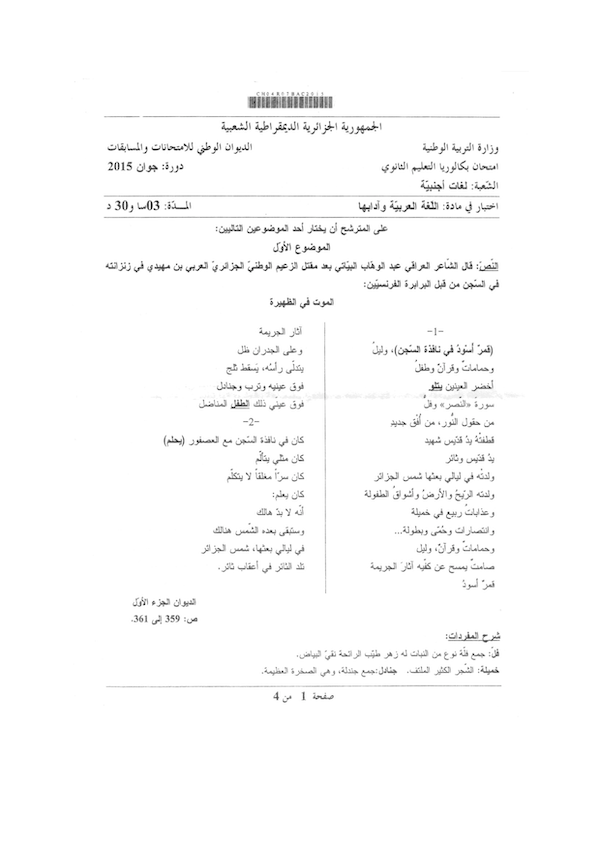 CNE4RT7BAC2015
الجمهورية الجزائرية الديمقراطية الشعبية
وزارة التربية الوطنية
الديوان الوطني للامتحانات والمسابقات
امتحان بكالوريا التعليم الثانوي
دورة: جوان 2015
الشعبة: لغات أجنبيّة
اختبار في مادة: اللّغة العربيّة وآدابها
المدّة: 03سا و30 د
على المترشح أن يختار أحد الموضوعين التاليين:
الموضوع الأوّل
النّصّ: قال الشّاعر العراقي عبد الوهّاب البيّاتي بعد مقتل الزعيم الوطنيّ الجزائريّ العربي بن مهيدي في زنزانته
في السّجن من قبل البرابرة الفرنسيّين:
الموت في الظهيرة
-1-
(قمرٌ أسوَدُ في نافذة السّجن)، وليلُ
وحماماتٌ وقرآنٌ وطفلُ
أخضر العينين يتلو
سورة «النّصر» وفلُّ
من حقول النُّور، من أفُق جديدِ
قطفتْهُ يدُ قدّيس شهيد
يدُ قدّيس وثائر
ولدتْه في ليالي بعثها شمس الجزائر
ولدته الرّيحُ والأرضُ وأشواقُ الطفولة
وعذاباتُ ربيع في خميلة
وانتصارات وحُمّى وبطولة...
وحماماتٌ وقرآنٌ، وليل
صامتٌ يمسح عن كفّيه آثارَ الجريمة
قمرٌ أسودُ
آثار الجريمة
وعلى الجدران ظل
يتدلّى رأسُه، يَسقط ثلج
فوق عينيه وترب وجنادل
فوق عينَي ذلك الطفل المناضل
-2-
كان في نافذة السّجن مع العصفور (يحلم)
كان مثلي يتألّم
كان سرّاً مغلقاً لا يتكلّم
كان يعلم:
أنّه لا بدّ هالك
وستبقى بعده الشّمس هنالك
في ليالي بعثها، شمس الجزائر
تلد الثائر في أعقاب ثائر.
الديوان الجزء الأوّل
ص: 359 إلى 361.
شرح المفردات:
فُلّ: جمع فلّة نوع من النبات له زهر طيّب الرائحة نقيّ البياض.
خميلة: الشّجر الكثير الملتف. جنادل:جمع جندلة، وهي الصخرة العظيمة.
صفحة 1 من 4